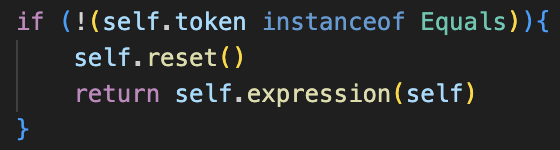 if (!(self.token instanceof Equals)){
    self.reset()
    return self.expression(self)
}